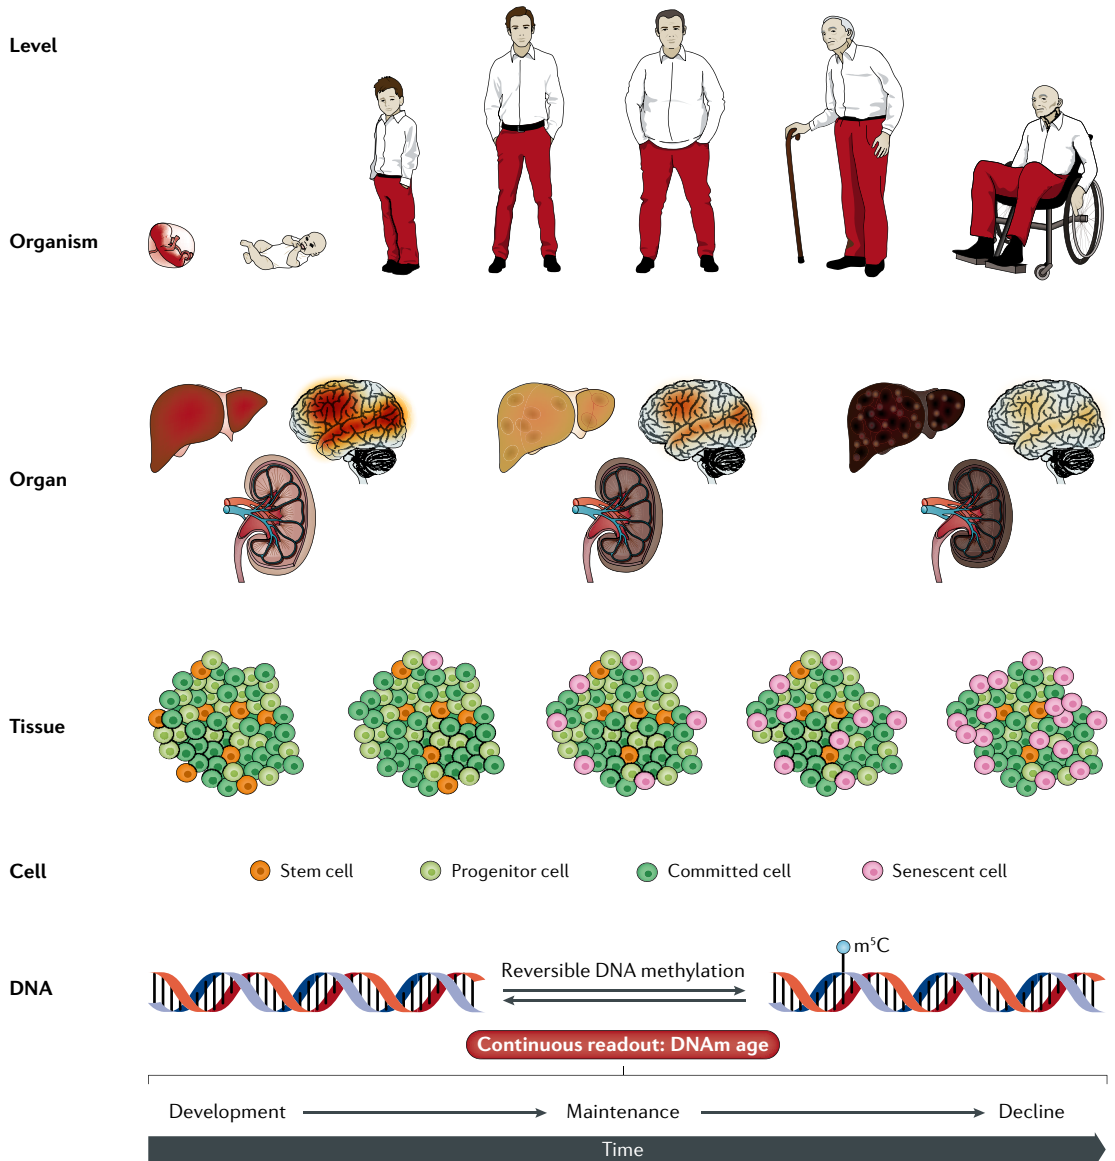 Level
Organism
Organ
Tissue
Cell
Stem cell
Progenitor cell
Committed cell
Senescent cell
DNA
Reversible DNA methylation
m⁵C
Continuous readout: DNAm age
Development
Maintenance
Decline
Time